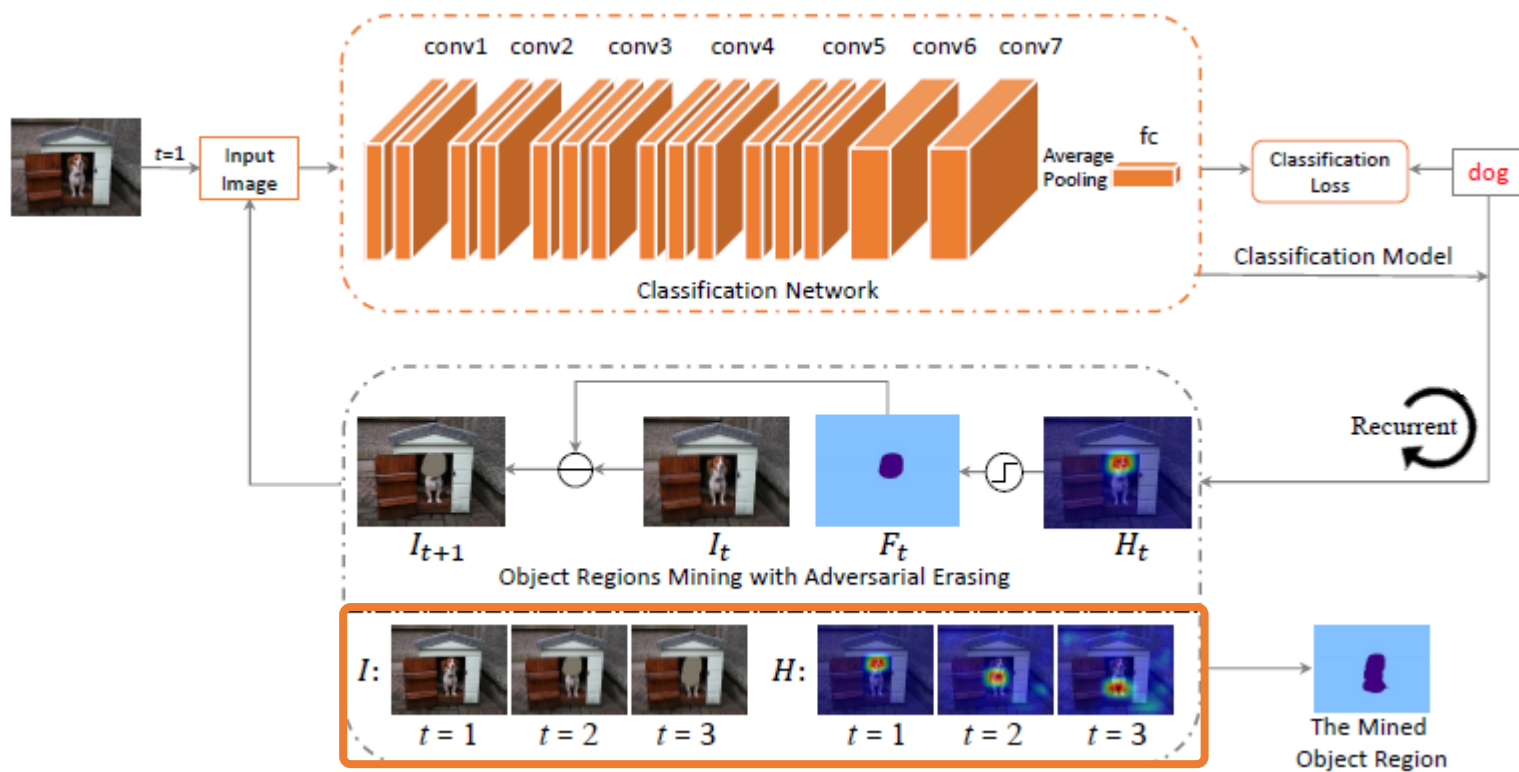 conv1 conv2 conv3 conv4 conv5 conv6 conv7
t=1
Input
Image
Average
Pooling
fc
Classification
Loss
dog
Classification Network
Classification Model
Recurrent
I_{t+1}
I_t
F_t
H_t
Object Regions Mining with Adversarial Erasing
I:
t = 1
t = 2
t = 3
H:
t = 1
t = 2
t = 3
The Mined
Object Region